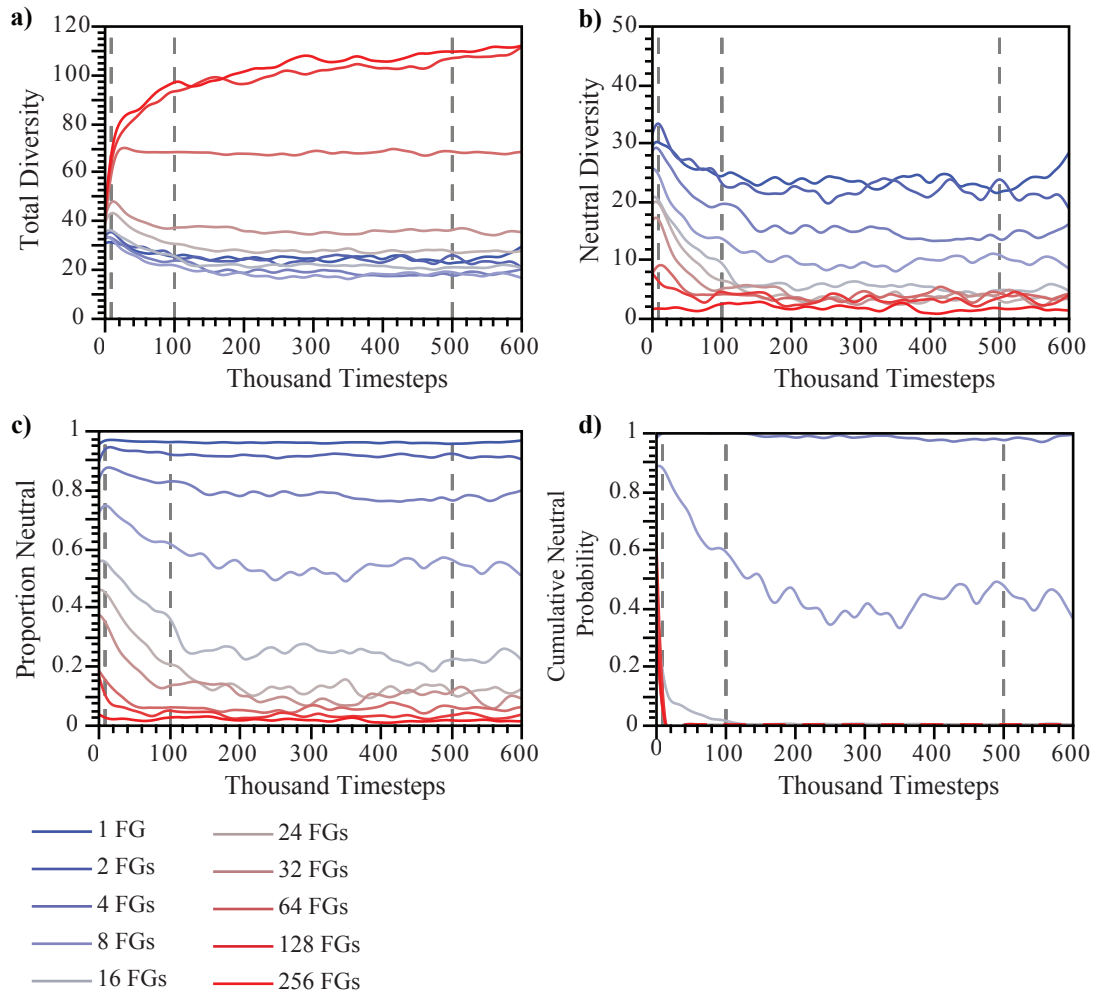 a)
Total Diversity
120
100
80
60
40
20
0
0 100 200 300 400 500 600
Thousand Timesteps
b)
Neutral Diversity
50
40
30
20
10
0
0 100 200 300 400 500 600
Thousand Timesteps
c)
Proportion Neutral
1
0.8
0.6
0.4
0.2
0
0 100 200 300 400 500 600
Thousand Timesteps
d)
Cumulative Neutral
Probability
1
0.8
0.6
0.4
0.2
0
0 100 200 300 400 500 600
Thousand Timesteps
1 FG
2 FGs
4 FGs
8 FGs
16 FGs
24 FGs
32 FGs
64 FGs
128 FGs
256 FGs